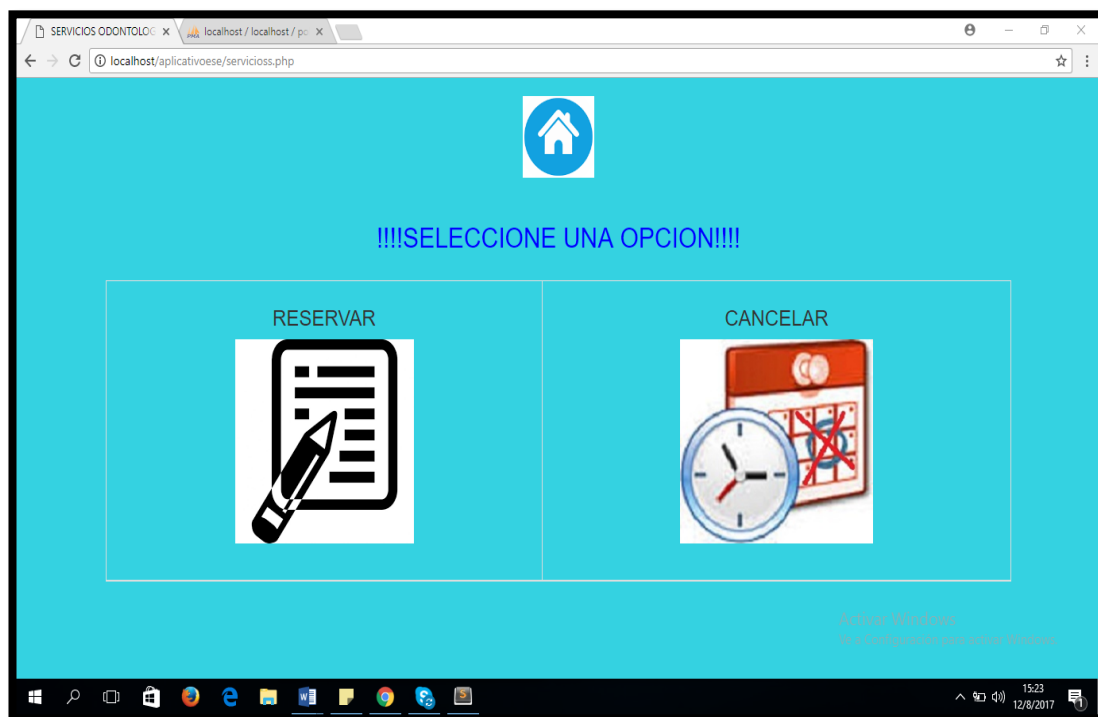 SERVICIOS ODONTOLOG
localhost / localhost / po
localhost/aplicativoese/servicioss.php
!!!!SELECCIONE UNA OPCION!!!!
RESERVAR
CANCELAR
Activar Windows
15:23
12/8/2017